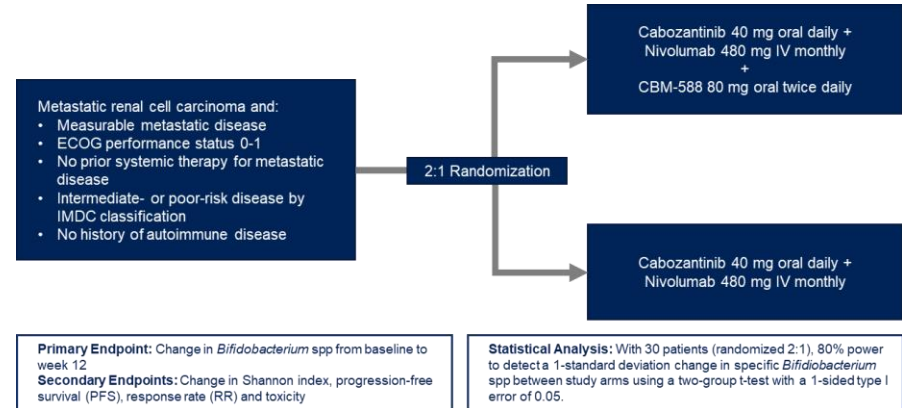 Cabozantinib 40 mg oral daily +
Nivolumab 480 mg IV monthly
+
CBM-588 80 mg oral twice daily
Metastatic renal cell carcinoma and:
• Measurable metastatic disease
• ECOG performance status 0-1
• No prior systemic therapy for metastatic
disease
• Intermediate- or poor-risk disease by
IMDC classification
• No history of autoimmune disease
2:1 Randomization
Cabozantinib 40 mg oral daily +
Nivolumab 480 mg IV monthly
Primary Endpoint: Change in Bifidobacterium spp from baseline to
week 12
Secondary Endpoints: Change in Shannon index, progression-free
survival (PFS), response rate (RR) and toxicity
Statistical Analysis: With 30 patients (randomized 2:1), 80% power
to detect a 1-standard deviation change in specific Bifidobacterium
spp between study arms using a two-group t-test with a 1-sided type I
error of 0.05.